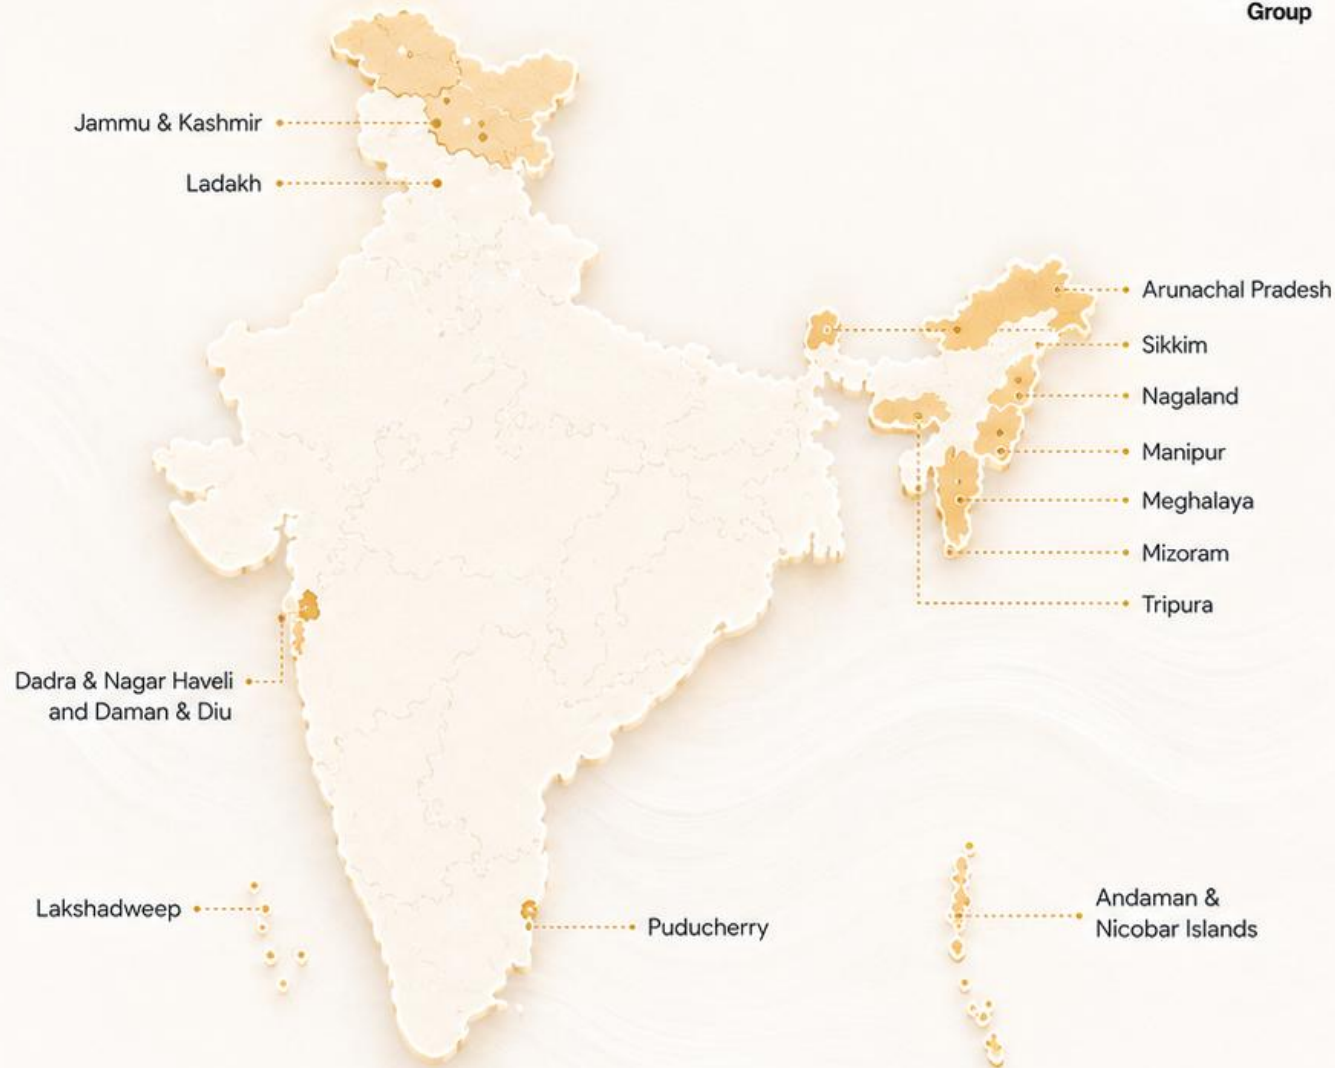 Group
Jammu & Kashmir
Ladakh
Arunachal Pradesh
Sikkim
Nagaland
Manipur
Meghalaya
Mizoram
Tripura
Dadra & Nagar Haveli
and Daman & Diu
Lakshadweep
Puducherry
Andaman &
Nicobar Islands